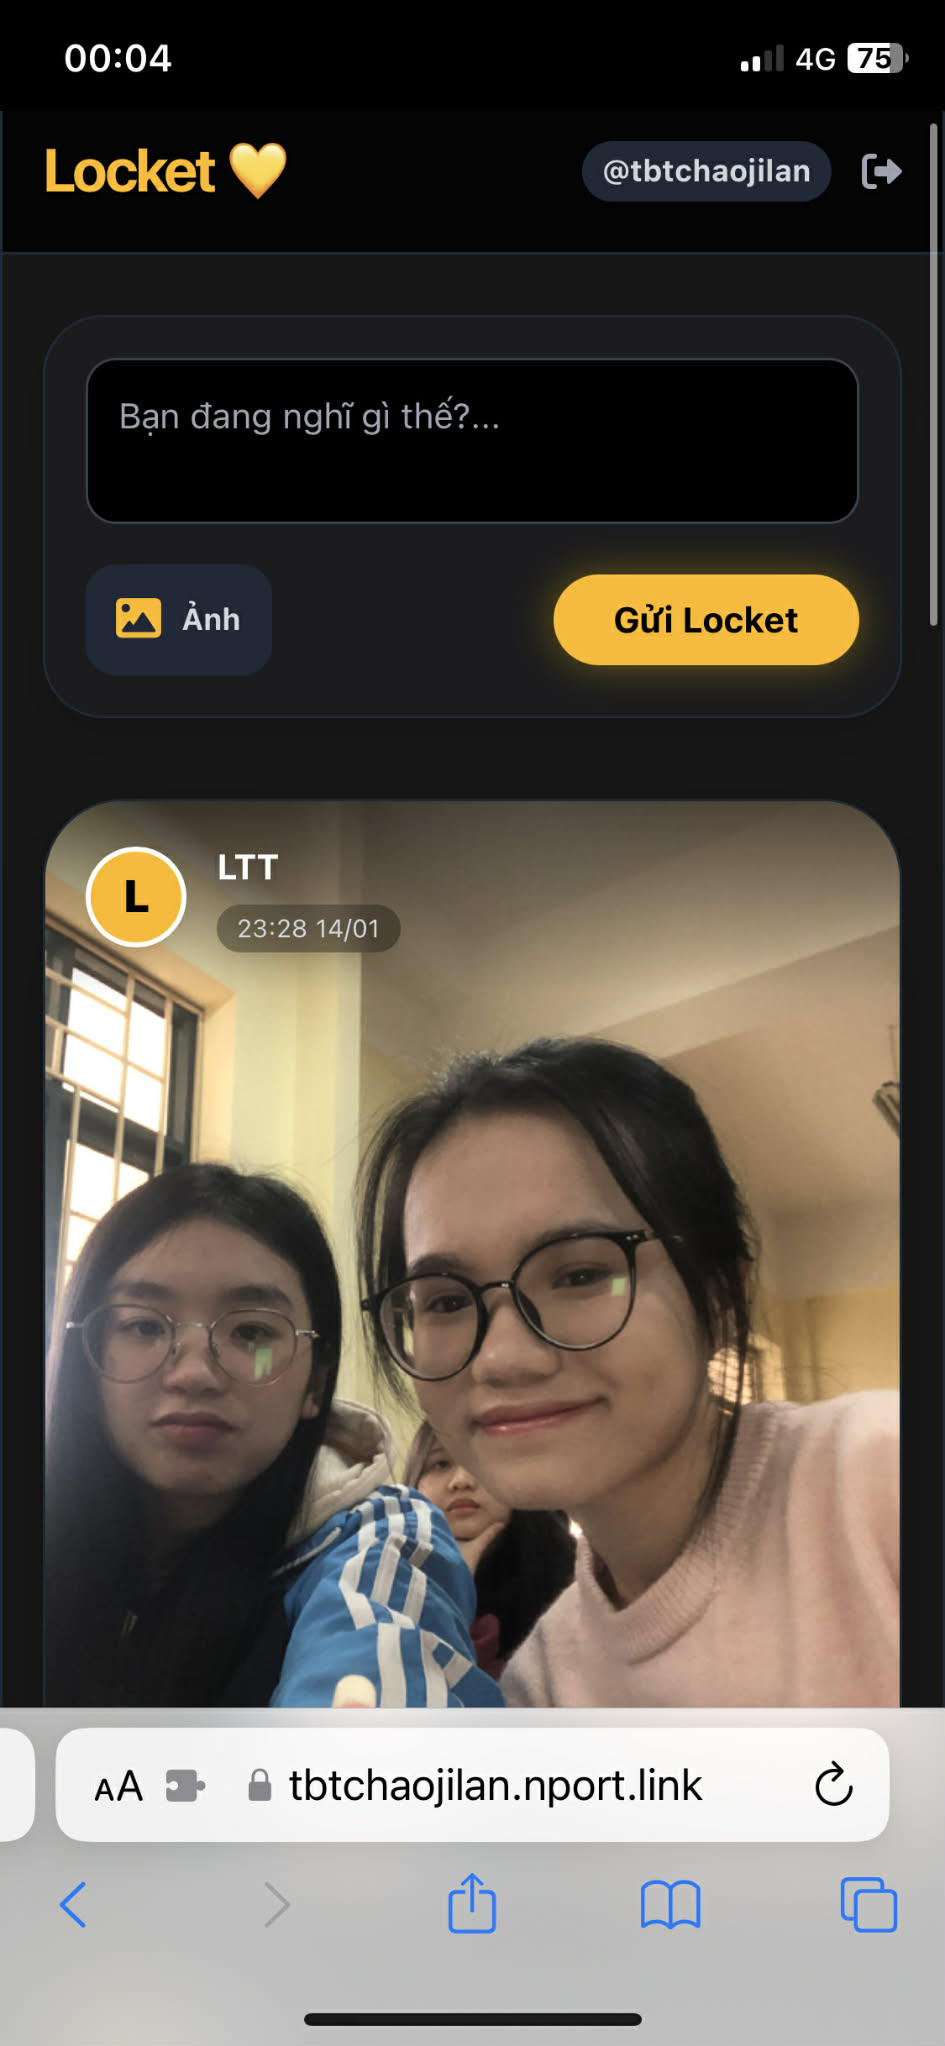 00:04
4G 75
Locket 💛
@tbtchaojilan
Bạn đang nghĩ gì thế?...
Ảnh
Gửi Locket
L
LTT
23:28 14/01
AA
tbtchaojilan.nport.link